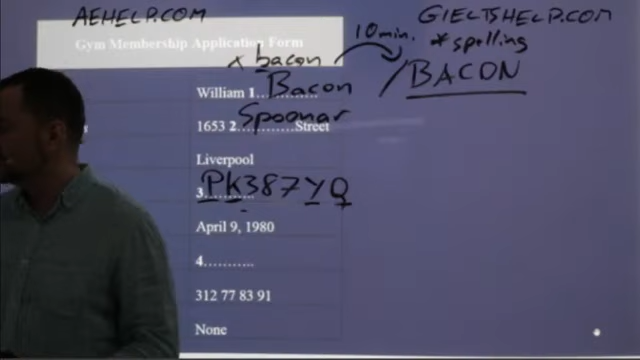 AEHELP.COM
GIELTSHELP.COM
Gym Membership Application Form
10 min.
*spelling
x bacon
/BACON
William 1............
Bacon
1653 2............Street
Spoonar
Liverpool
3............
PK387YQ
April 9, 1980
4............
312 77 83 91
None